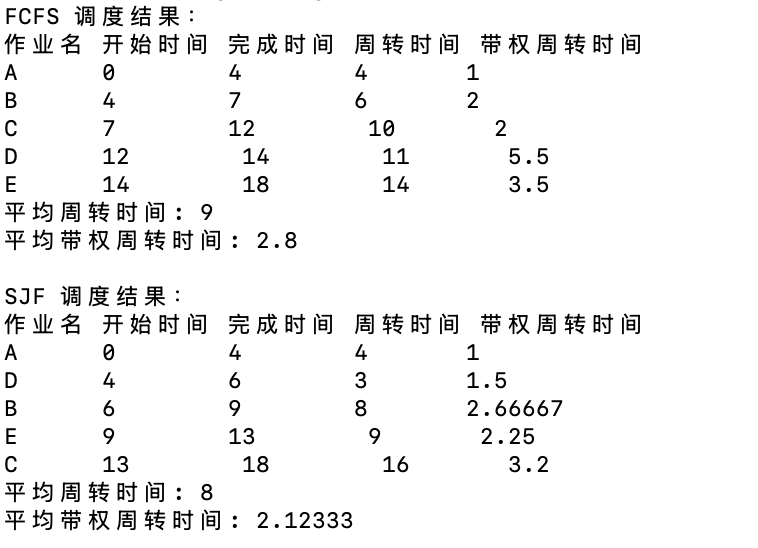 FCFS 调度结果：
作业名 开始时间 完成时间 周转时间 带权周转时间
A 0 4 4 1
B 4 7 6 2
C 7 12 10 2
D 12 14 11 5.5
E 14 18 14 3.5
平均周转时间: 9
平均带权周转时间: 2.8
SJF 调度结果：
作业名 开始时间 完成时间 周转时间 带权周转时间
A 0 4 4 1
D 4 6 3 1.5
B 6 9 8 2.66667
E 9 13 9 2.25
C 13 18 16 3.2
平均周转时间: 8
平均带权周转时间: 2.12333